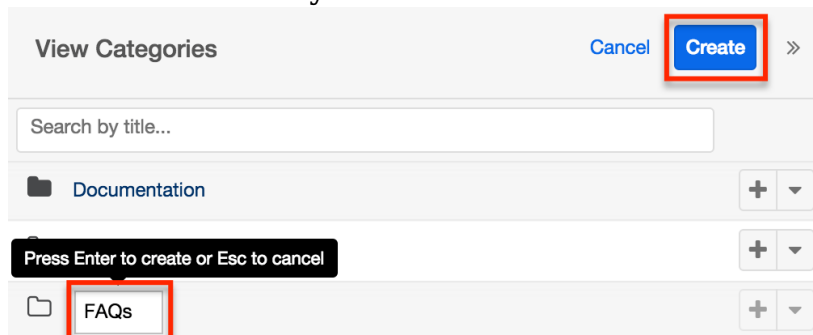 View Categories Cancel Create »
Search by title...
Documentation
Press Enter to create or Esc to cancel
FAQs